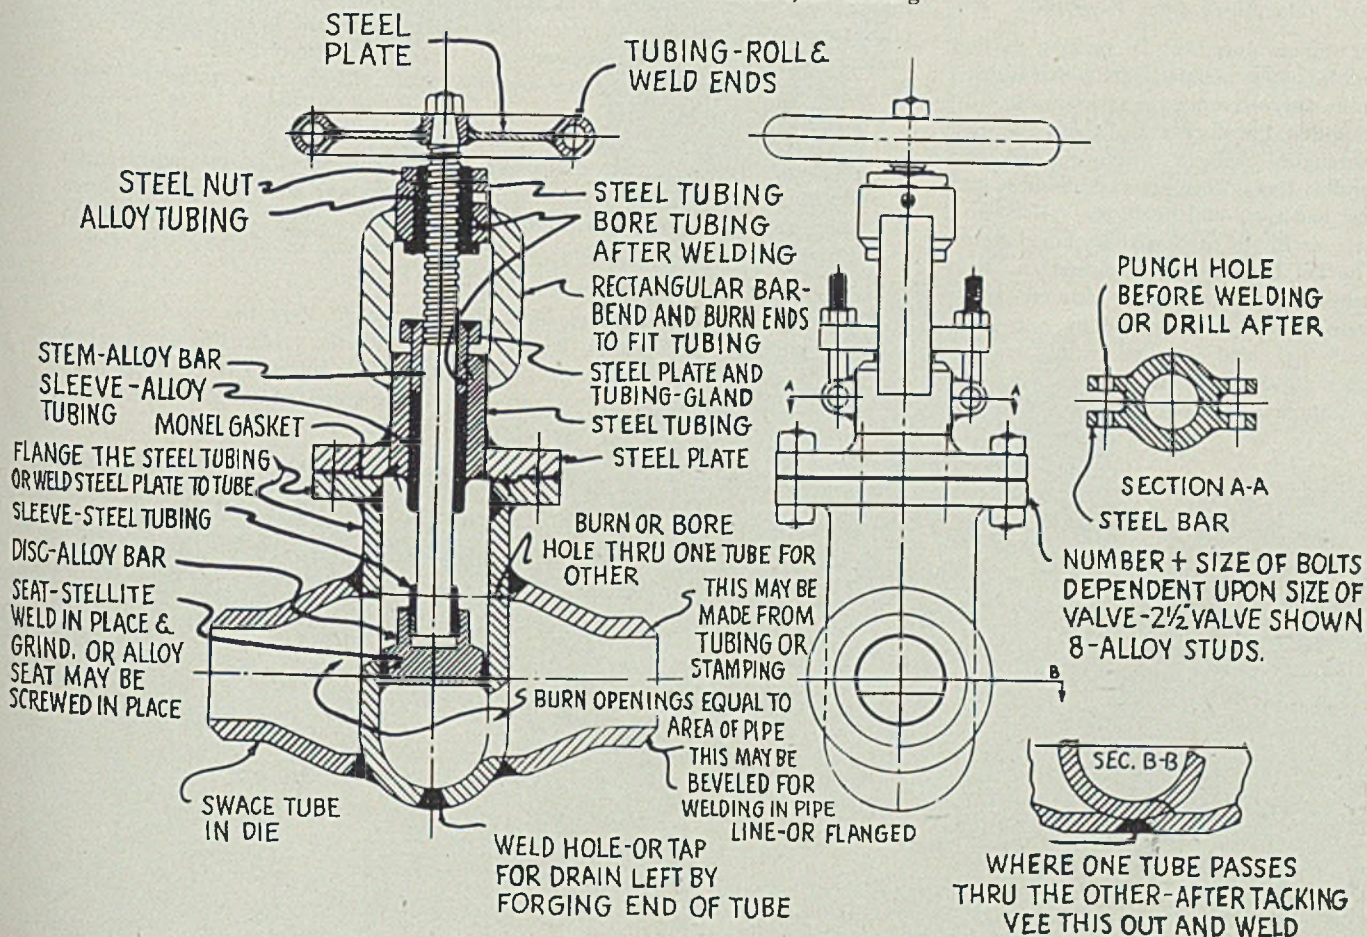 STEEL
PLATE
TUBING-ROLL &
WELD ENDS
STEEL NUT
ALLOY TUBING
STEEL TUBING
BORE TUBING
AFTER WELDING
RECTANGULAR BAR-
BEND AND BURN ENDS
TO FIT TUBING
STEM-ALLOY BAR
SLEEVE-ALLOY
TUBING
MONEL GASKET
FLANGE THE STEEL TUBING
OR WELD STEEL PLATE TO TUBE
SLEEVE-STEEL TUBING
DISC-ALLOY BAR
SEAT-STELLITE
WELD IN PLACE &
GRIND, OR ALLOY
SEAT MAY BE
SCREWED IN PLACE
STEEL PLATE AND
TUBING-GLAND
STEEL TUBING
STEEL PLATE
BURN OR BORE
HOLE THRU ONE TUBE FOR
OTHER
THIS MAY BE
MADE FROM
TUBING OR
STAMPING
BURN OPENINGS EQUAL TO
AREA OF PIPE
THIS MAY BE
BEVELED FOR
WELDING IN PIPE
LINE-OR FLANGED
SWACE TUBE
IN DIE
WELD HOLE-OR TAP
FOR DRAIN LEFT BY
FORGING END OF TUBE
A
A
B
PUNCH HOLE
BEFORE WELDING
OR DRILL AFTER
SECTION A-A
STEEL BAR
NUMBER + SIZE OF BOLTS
DEPENDENT UPON SIZE OF
VALVE-2½" VALVE SHOWN
8-ALLOY STUDS.
SEC. B-B
WHERE ONE TUBE PASSES
THRU THE OTHER-AFTER TACKING
VEE THIS OUT AND WELD